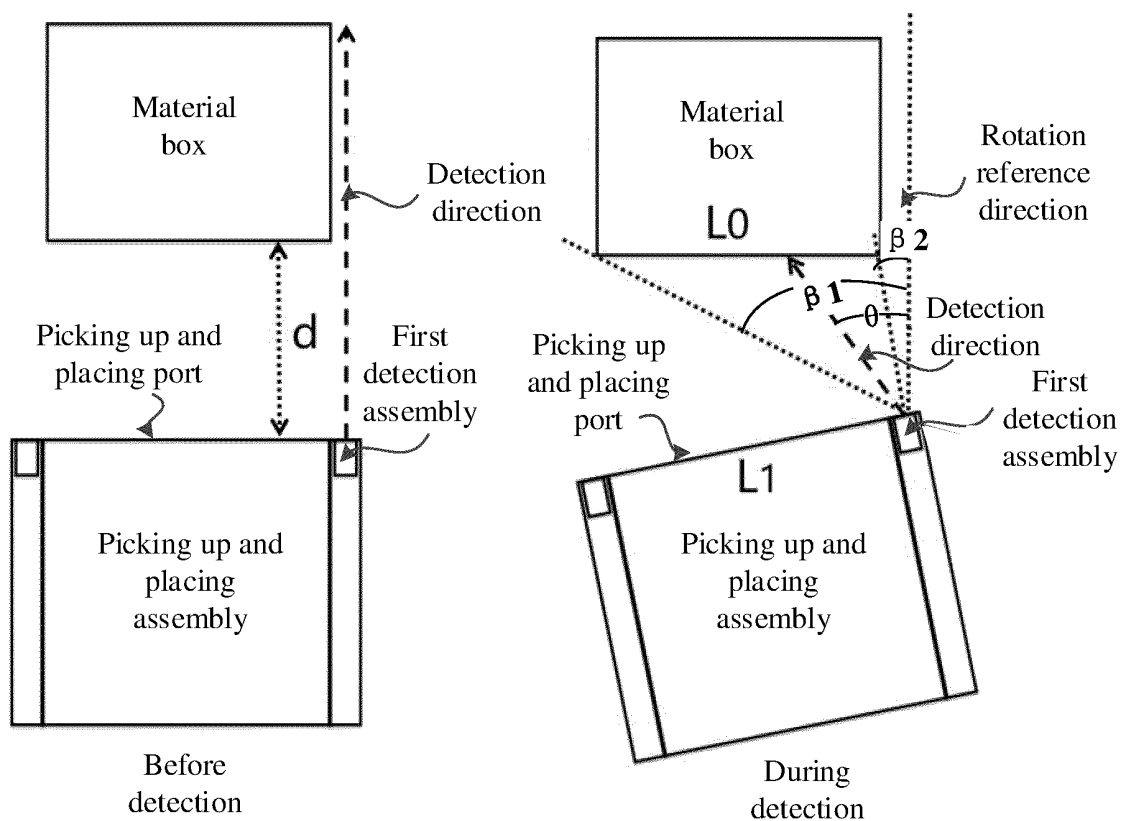 Material
box
Detection
direction
d
Picking up and
placing port
First
detection
assembly
Picking up and
placing
assembly
Before
detection
Material
box
L0
Rotation
reference
direction
β 2
β 1
θ
Detection
direction
Picking up
and placing
port
First
detection
assembly
L1
Picking up and
placing
assembly
During
detection